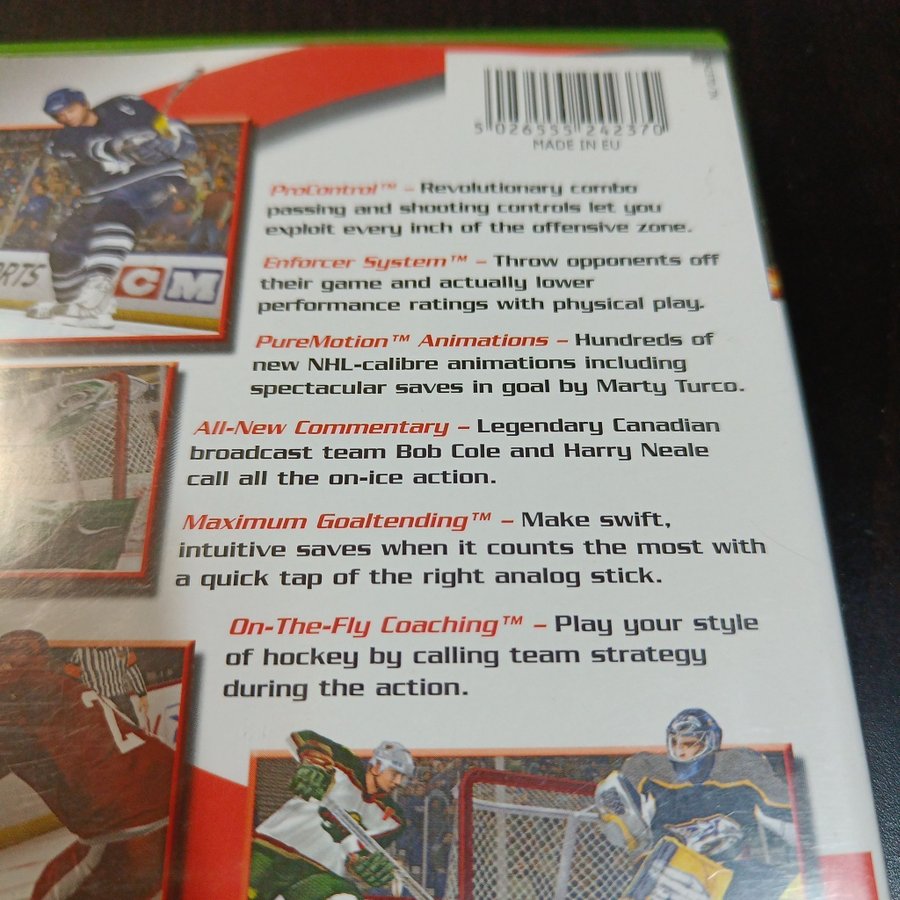 5 026555 242370
MADE IN EU
ProControl™ – Revolutionary combo
passing and shooting controls let you
exploit every inch of the offensive zone.
Enforcer System™ – Throw opponents off
their game and actually lower
performance ratings with physical play.
PureMotion™ Animations – Hundreds of
new NHL-calibre animations including
spectacular saves in goal by Marty Turco.
All-New Commentary – Legendary Canadian
broadcast team Bob Cole and Harry Neale
call all the on-ice action.
Maximum Goaltending™ – Make swift,
intuitive saves when it counts the most with
a quick tap of the right analog stick.
On-The-Fly Coaching™ – Play your style
of hockey by calling team strategy
during the action.
ORTS
CCM
2